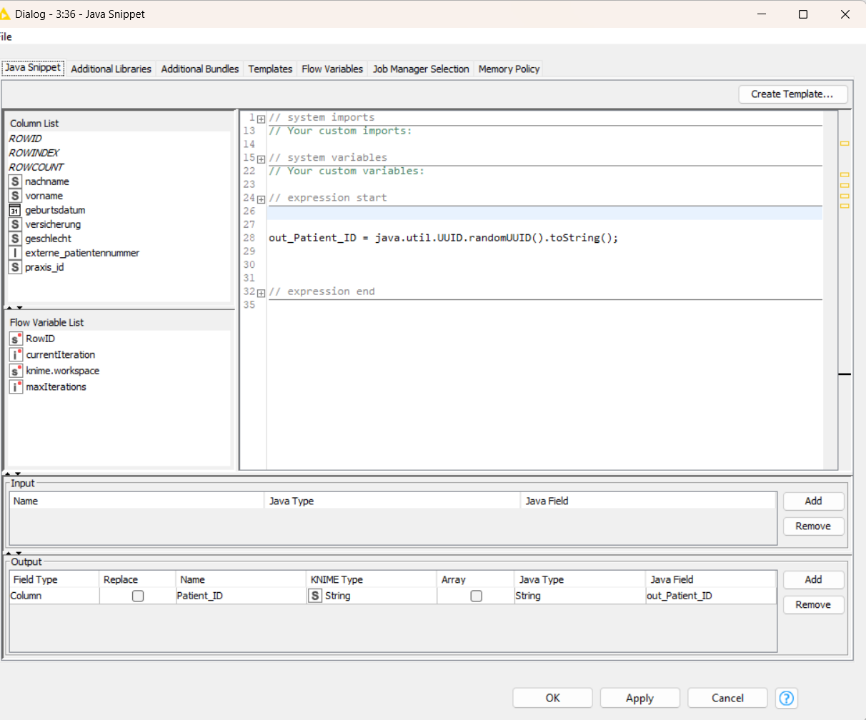 Dialog - 3:36 - Java Snippet
ile
Java Snippet Additional Libraries Additional Bundles Templates Flow Variables Job Manager Selection Memory Policy
Create Template...
Column List
ROWID
ROWINDEX
ROWCOUNT
S nachname
S vorname
31 geburtsdatum
S versicherung
S geschlecht
I externe_patientennummer
S praxis_id
Flow Variable List
s RowID
i currentIteration
s knime.workspace
i maxIterations
1 // system imports
13 // Your custom imports:
14
15 // system variables
22 // Your custom variables:
23
24 // expression start
26
27
28 out_Patient_ID = java.util.UUID.randomUUID().toString();
29
30
31
32 // expression end
35
Input
Name Java Type Java Field
Add
Remove
Output
Field Type Replace Name KNIME Type Array Java Type Java Field
Column Patient_ID S String String out_Patient_ID
Add
Remove
OK Apply Cancel ?